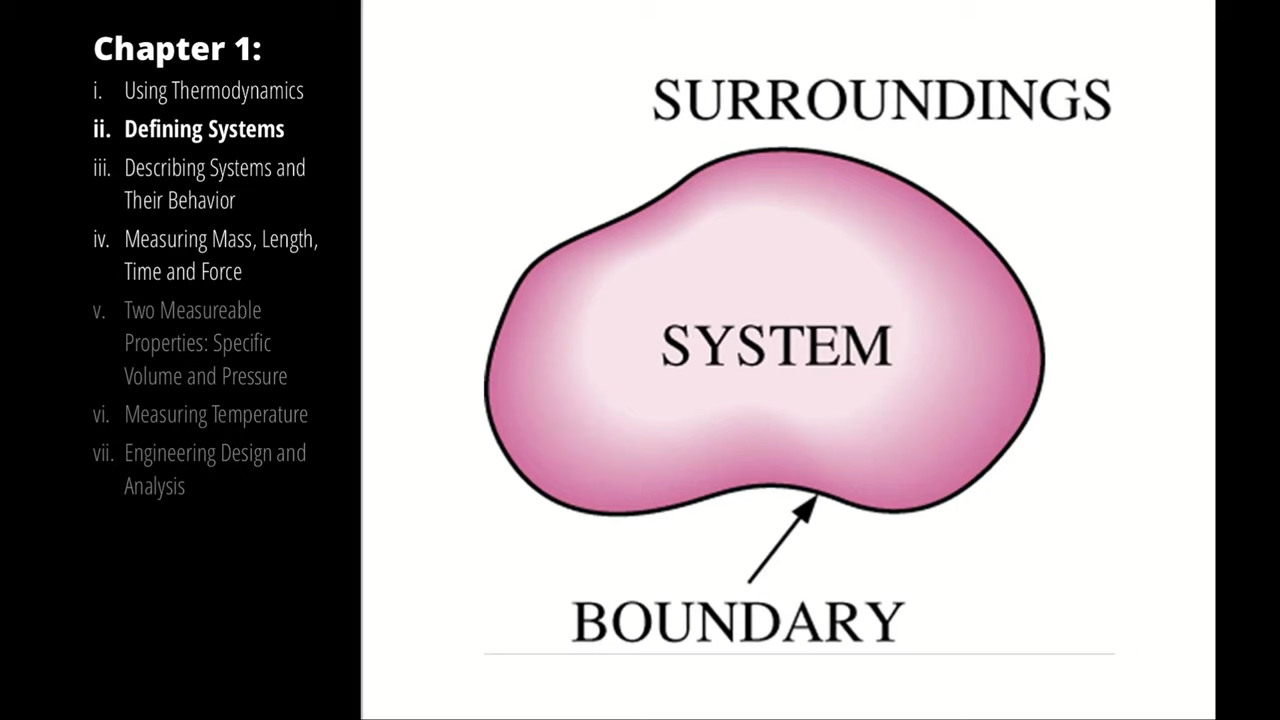 Chapter 1:
i. Using Thermodynamics
ii. Defining Systems
iii. Describing Systems and
Their Behavior
iv. Measuring Mass, Length,
Time and Force
v. Two Measureable
Properties: Specific
Volume and Pressure
vi. Measuring Temperature
vii. Engineering Design and
Analysis
SURROUNDINGS
SYSTEM
BOUNDARY